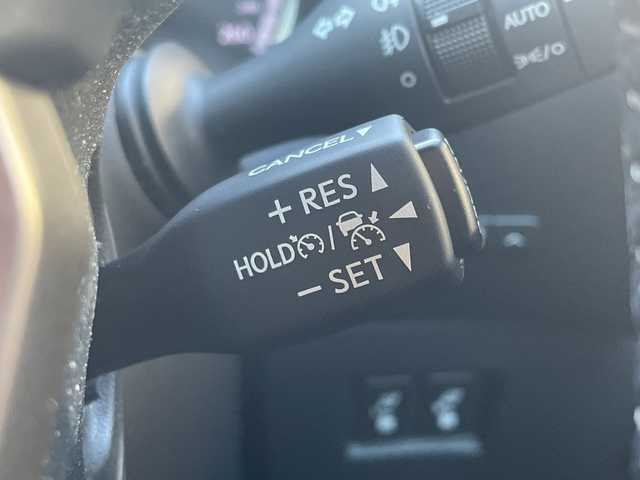 AUTO
CANCEL
+ RES
HOLD /
- SET